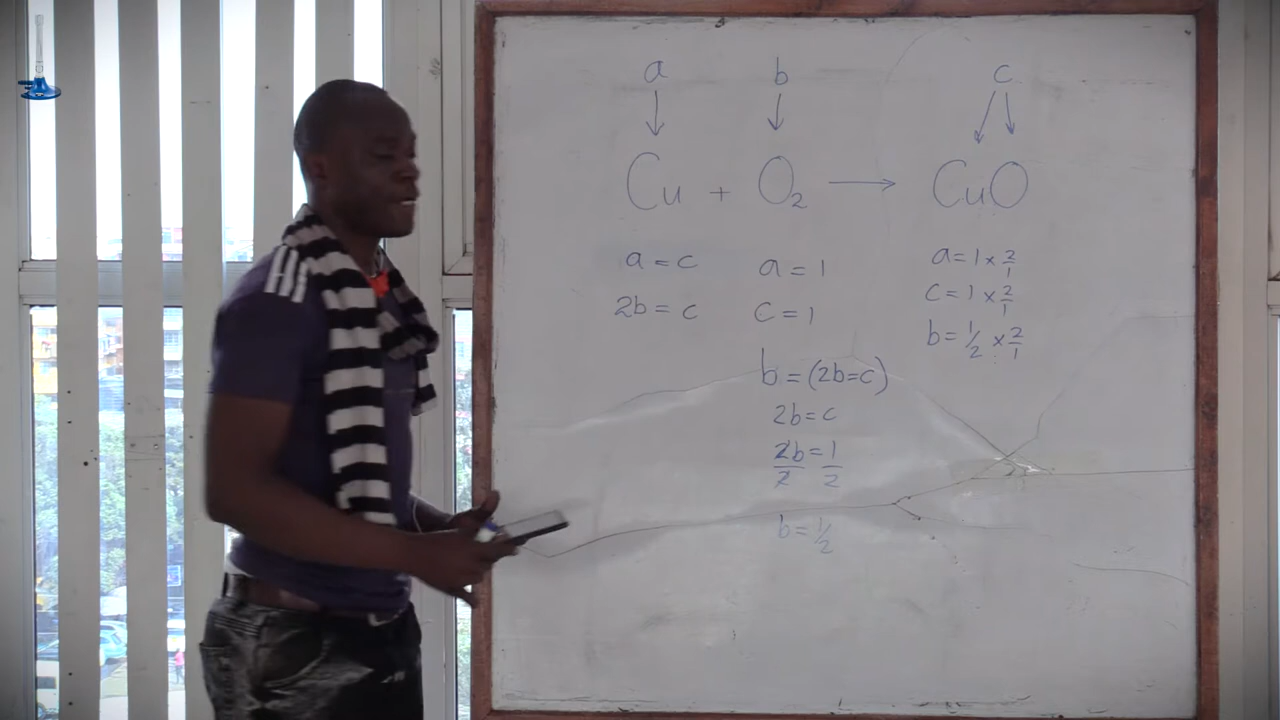 a b c
Cu + O₂ → CuO
a = c
2b = c
a = 1
c = 1
b = (2b=c)
2b = c
2b/2 = 1/2
b = 1/2
a = 1 × 2/1
c = 1 × 2/1
b = 1/2 × 2/1